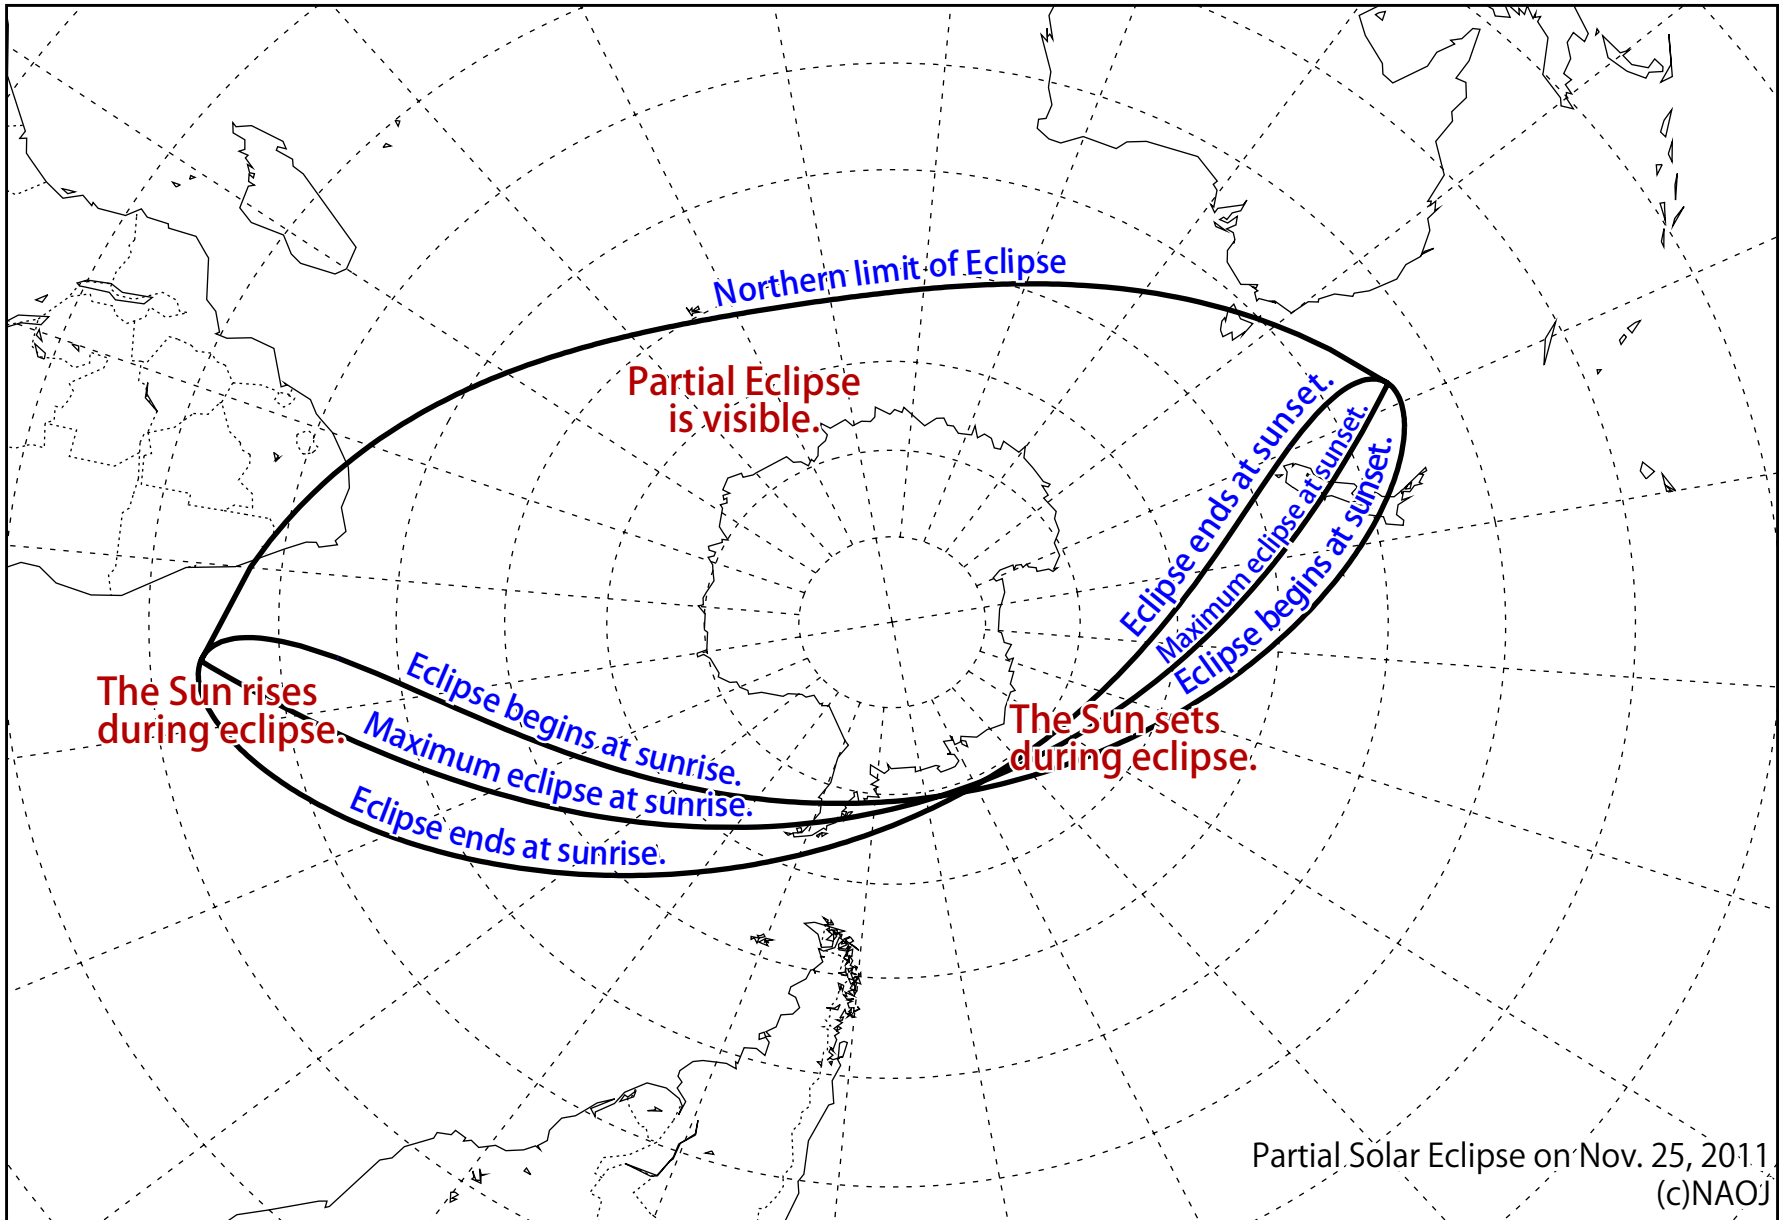 Northern limit of Eclipse
Partial Eclipse
is visible.
Eclipse ends at sunset.
Maximum eclipse at sunset.
Eclipse begins at sunset.
The Sun rises
during eclipse.
Eclipse begins at sunrise.
Maximum eclipse at sunrise.
Eclipse ends at sunrise.
The Sun sets
during eclipse.
Partial Solar Eclipse on Nov. 25, 2011
(c)NAOJ